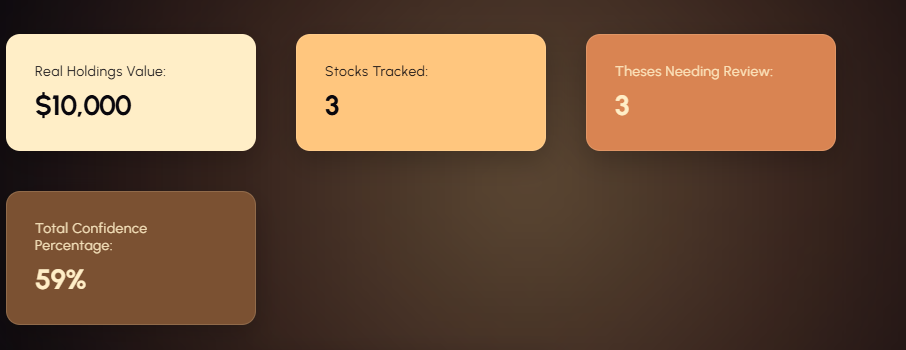 Real Holdings Value:
$10,000
Stocks Tracked:
3
Theses Needing Review:
3
Total Confidence
Percentage:
59%